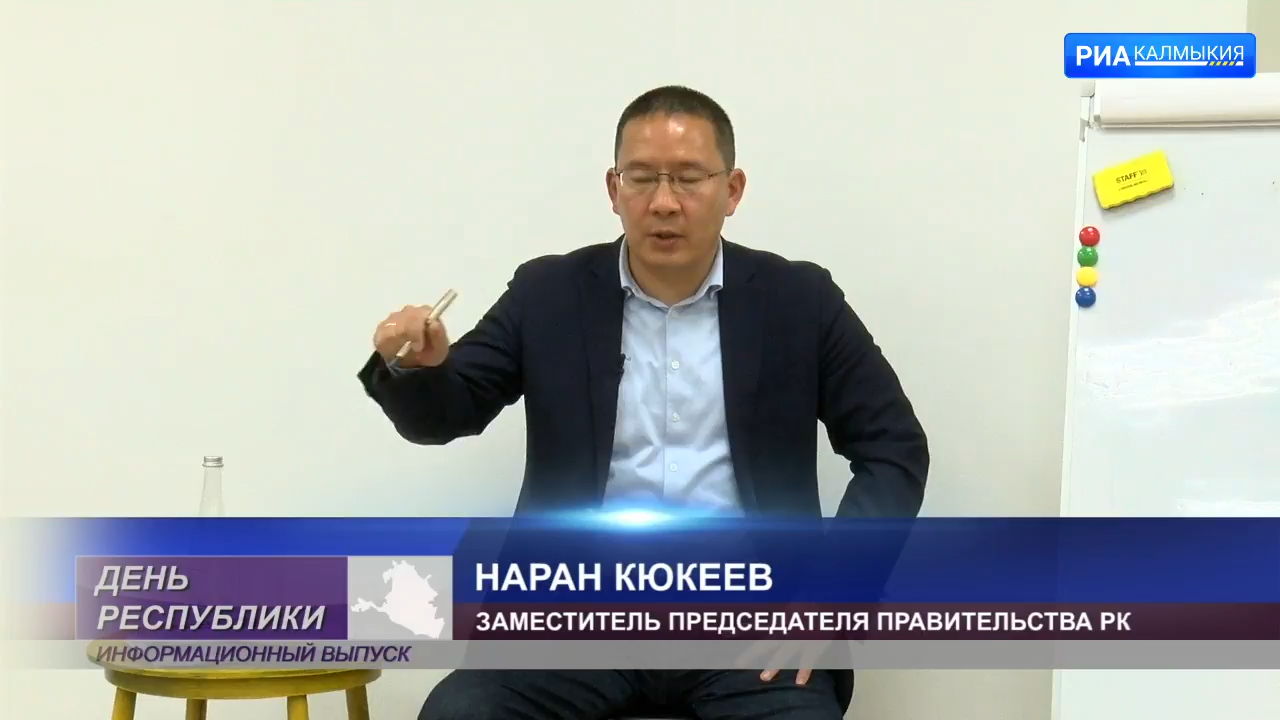 РИА КАЛМЫКИЯ
STAFF
ДЕНЬ
РЕСПУБЛИКИ
ИНФОРМАЦИОННЫЙ ВЫПУСК
НАРАН КЮКЕЕВ
ЗАМЕСТИТЕЛЬ ПРЕДСЕДАТЕЛЯ ПРАВИТЕЛЬСТВА РК